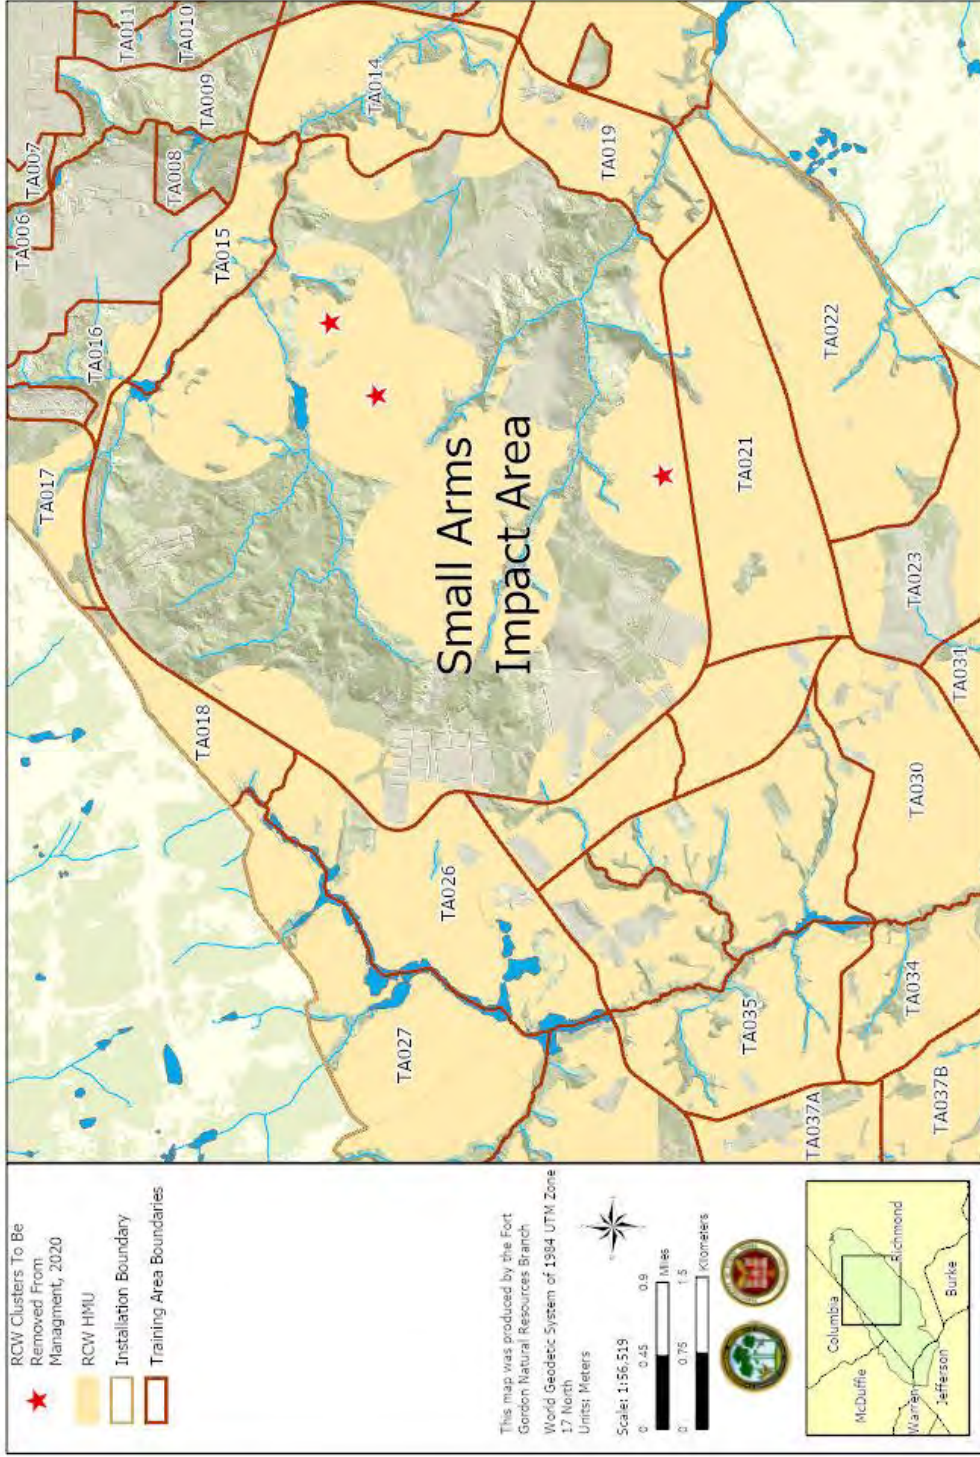 RCW Clusters To Be
Removed From
Managment, 2020
RCW HMU
Installation Boundary
Training Area Boundaries
This map was produced by the Fort
Gordon Natural Resources Branch
World Geodetic System of 1984 UTM Zone
17 North
Units: Meters
Scale: 1:56,519
0 0.45 0.9
Miles
0 0.75 1.5
Kilometers
Columbia
McDuffie
Richmond
Warren
Jefferson
Burke
TA006
TA007
TA011
TA010
TA009
TA008
TA014
TA015
TA016
TA017
TA018
TA019
Small Arms
Impact Area
TA021
TA022
TA023
TA026
TA027
TA030
TA031
TA034
TA035
TA037A
TA037B